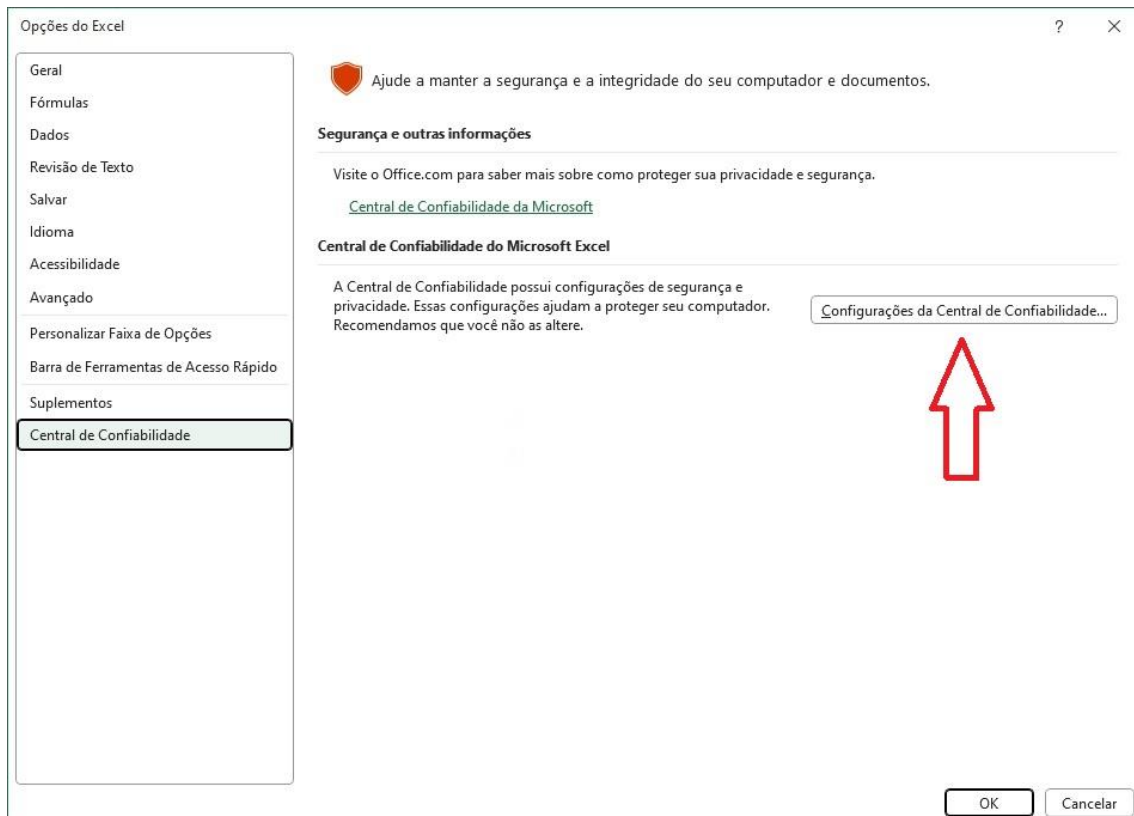 Opções do Excel
?
Geral
Fórmulas
Dados
Revisão de Texto
Salvar
Idioma
Acessibilidade
Avançado
Personalizar Faixa de Opções
Barra de Ferramentas de Acesso Rápido
Suplementos
Central de Confiabilidade
Ajude a manter a segurança e a integridade do seu computador e documentos.
Segurança e outras informações
Visite o Office.com para saber mais sobre como proteger sua privacidade e segurança.
Central de Confiabilidade da Microsoft
Central de Confiabilidade do Microsoft Excel
A Central de Confiabilidade possui configurações de segurança e
privacidade. Essas configurações ajudam a proteger seu computador.
Recomendamos que você não as altere.
Configurações da Central de Confiabilidade...
OK
Cancelar